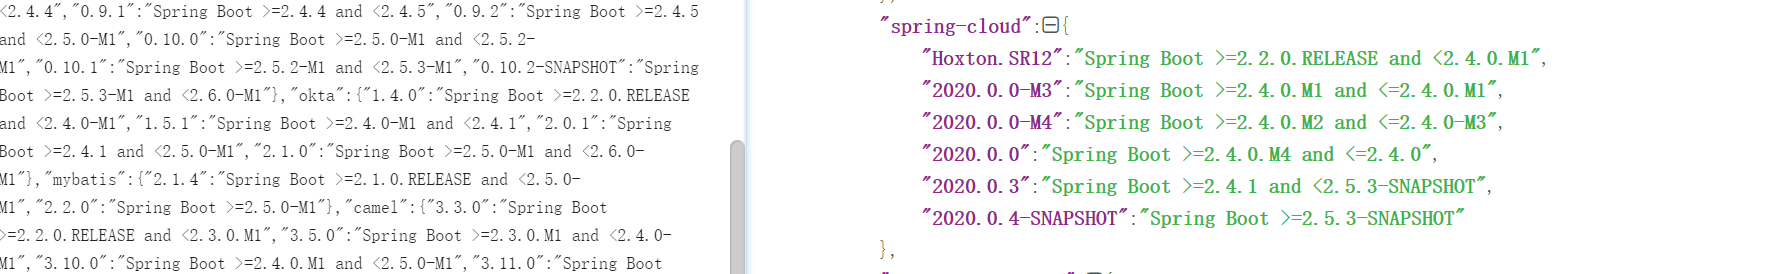 <2.4.4","0.9.1":"Spring Boot >=2.4.4 and <2.4.5","0.9.2":"Spring Boot >=2.4.5
and <2.5.0-M1","0.10.0":"Spring Boot >=2.5.0-M1 and <2.5.2-
M1","0.10.1":"Spring Boot >=2.5.2-M1 and <2.5.3-M1","0.10.2-SNAPSHOT":"Spring
Boot >=2.5.3-M1 and <2.6.0-M1"},"okta":{"1.4.0":"Spring Boot >=2.2.0.RELEASE
and <2.4.0-M1","1.5.1":"Spring Boot >=2.4.0-M1 and <2.4.1","2.0.1":"Spring
Boot >=2.4.1 and <2.5.0-M1","2.1.0":"Spring Boot >=2.5.0-M1 and <2.6.0-
M1"},"mybatis":{"2.1.4":"Spring Boot >=2.1.0.RELEASE and <2.5.0-
M1","2.2.0":"Spring Boot >=2.5.0-M1"},"camel":{"3.3.0":"Spring Boot
>=2.2.0.RELEASE and <2.3.0.M1","3.5.0":"Spring Boot >=2.3.0.M1 and <2.4.0-
M1","3.10.0":"Spring Boot >=2.4.0.M1 and <2.5.0-M1","3.11.0":"Spring Boot
"spring-cloud":{
"Hoxton.SR12":"Spring Boot >=2.2.0.RELEASE and <2.4.0.M1",
"2020.0.0-M3":"Spring Boot >=2.4.0.M1 and <=2.4.0.M1",
"2020.0.0-M4":"Spring Boot >=2.4.0.M2 and <=2.4.0-M3",
"2020.0.0":"Spring Boot >=2.4.0.M4 and <=2.4.0",
"2020.0.3":"Spring Boot >=2.4.1 and <2.5.3-SNAPSHOT",
"2020.0.4-SNAPSHOT":"Spring Boot >=2.5.3-SNAPSHOT"
},